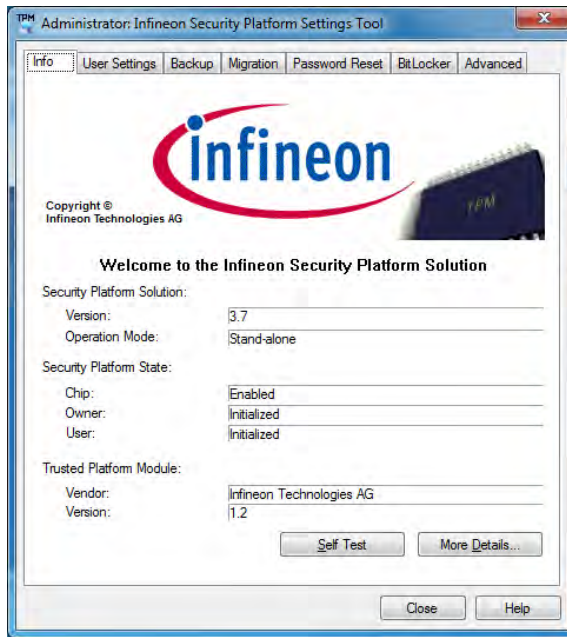 TPM Administrator: Infineon Security Platform Settings Tool
Info User Settings Backup Migration Password Reset BitLocker Advanced
infineon
Copyright ©
Infineon Technologies AG
TPM
Welcome to the Infineon Security Platform Solution
Security Platform Solution:
Version: 3.7
Operation Mode: Stand-alone
Security Platform State:
Chip: Enabled
Owner: Initialized
User: Initialized
Trusted Platform Module:
Vendor: Infineon Technologies AG
Version: 1.2
Self Test More Details...
Close Help